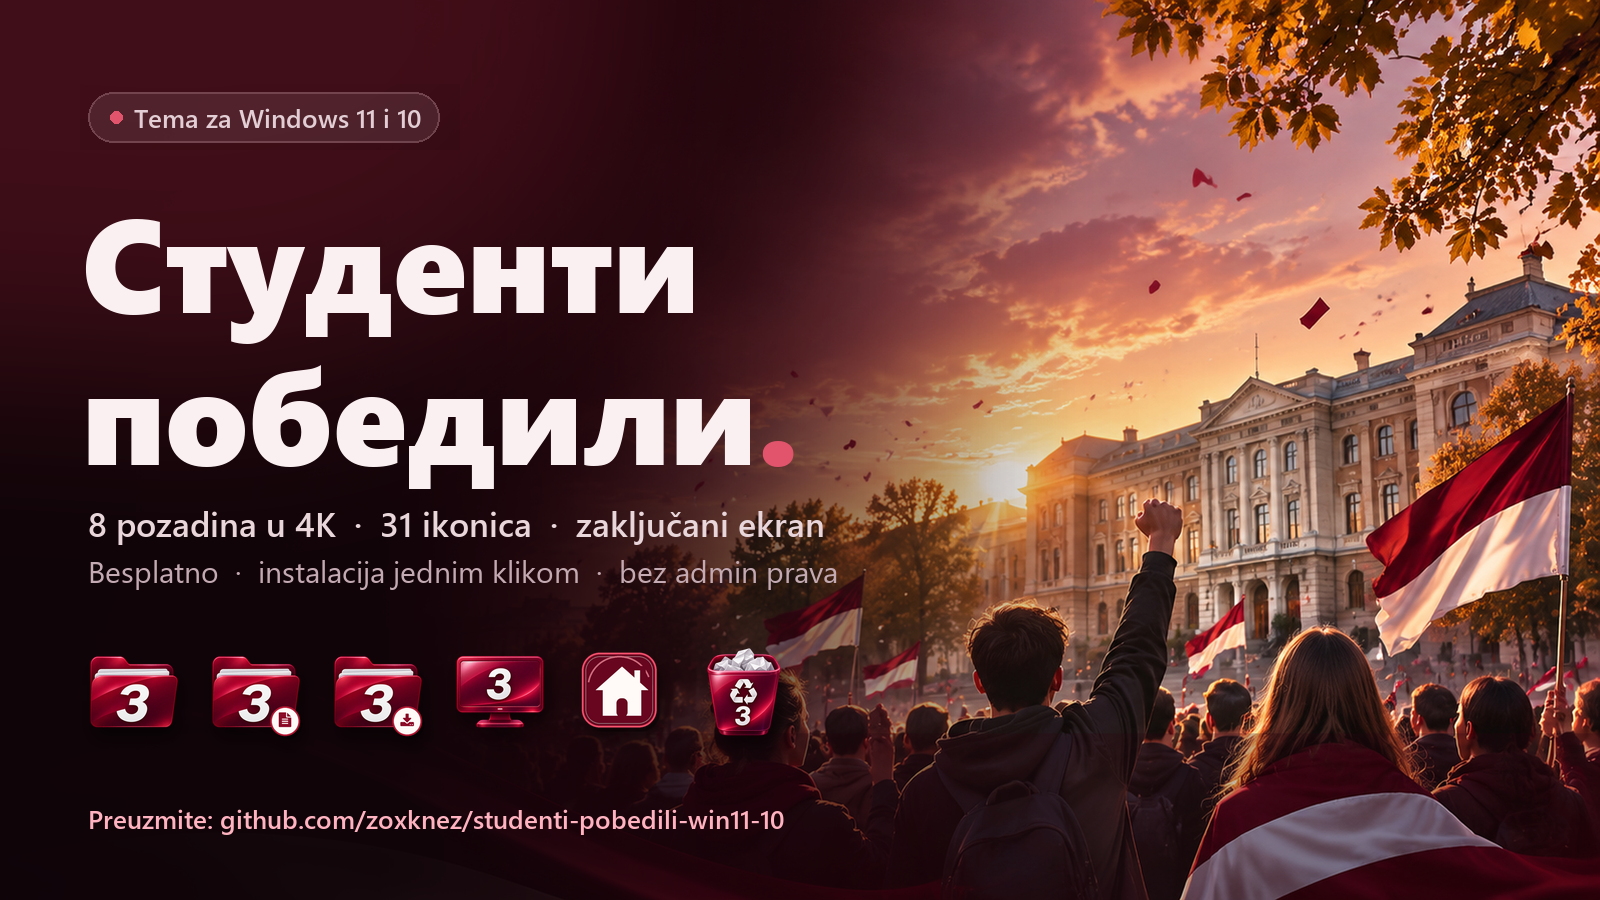 Tema za Windows 11 i 10
Студенти
победили.
8 pozadina u 4K · 31 ikonica · zaključani ekran
Besplatno · instalacija jednim klikom · bez admin prava
3 3 3 3 3
Preuzmite: github.com/zoxknez/studenti-pobedili-win11-10